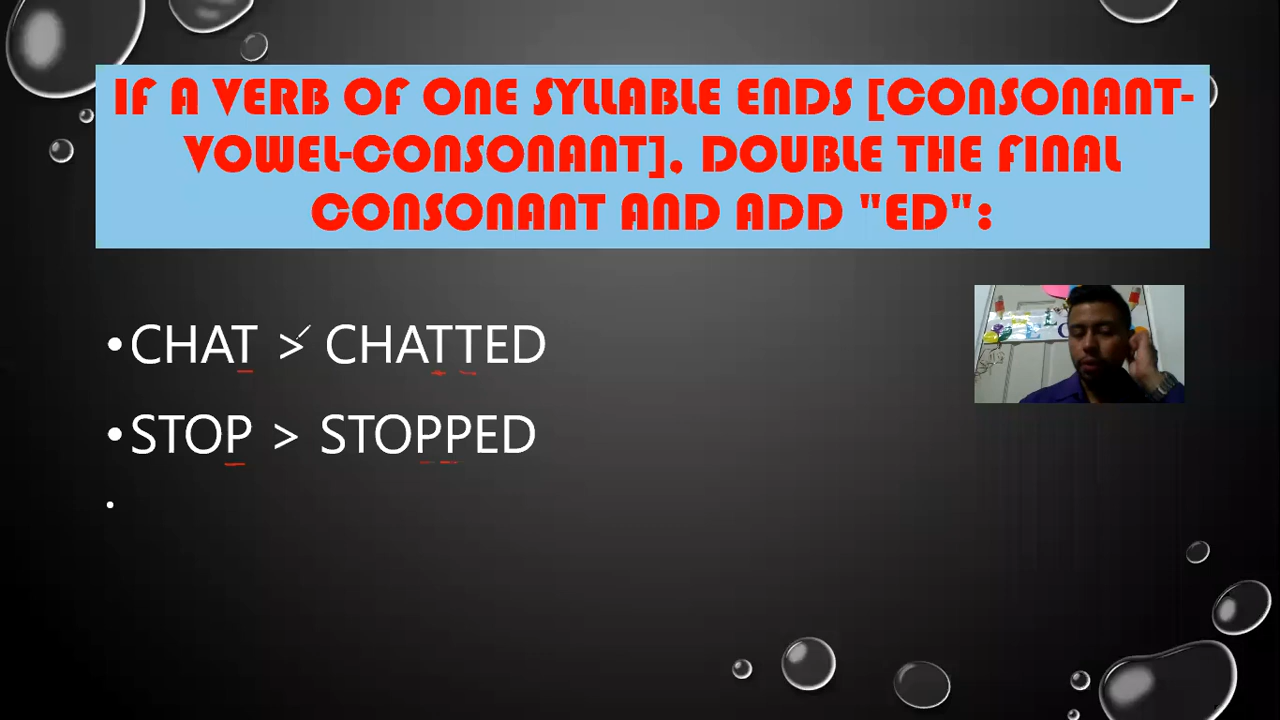 IF A VERB OF ONE SYLLABLE ENDS [CONSONANT-
VOWEL-CONSONANT], DOUBLE THE FINAL
CONSONANT AND ADD "ED":
•CHAT > CHATTED
•STOP > STOPPED
•